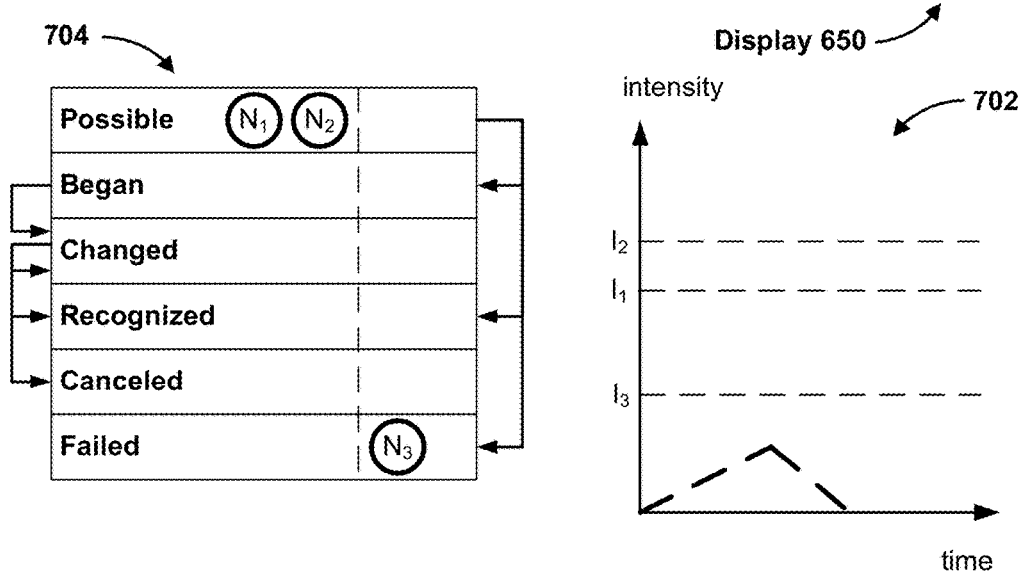 704
Possible N₁ N₂
Began
Changed
Recognized
Canceled
Failed N₃
Display 650
intensity
702
I₂
I₁
I₃
time